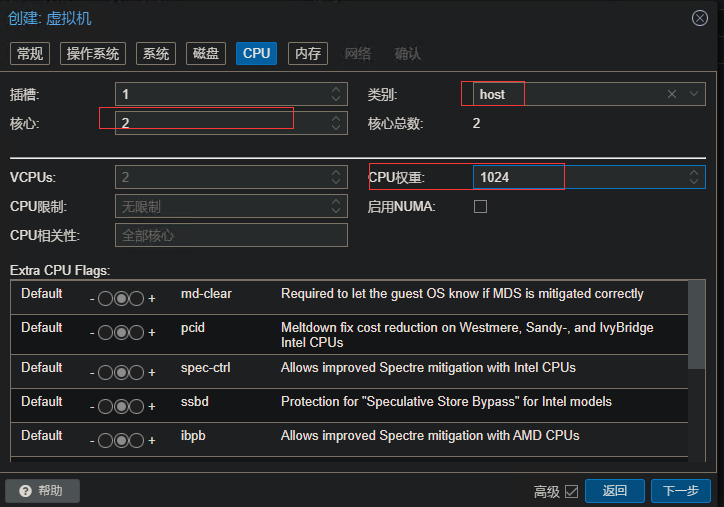 创建: 虚拟机
常规 操作系统 系统 磁盘 CPU 内存 网络 确认
插槽: 1 类别: host
核心: 2 核心总数: 2
VCPUs: 2 CPU权重: 1024
CPU限制: 无限制 启用NUMA:
CPU相关性: 全部核心
Extra CPU Flags:
Default - + md-clear Required to let the guest OS know if MDS is mitigated correctly
Default - + pcid Meltdown fix cost reduction on Westmere, Sandy-, and IvyBridge
Intel CPUs
Default - + spec-ctrl Allows improved Spectre mitigation with Intel CPUs
Default - + ssbd Protection for "Speculative Store Bypass" for Intel models
Default - + ibpb Allows improved Spectre mitigation with AMD CPUs
帮助 高级 返回 下一步